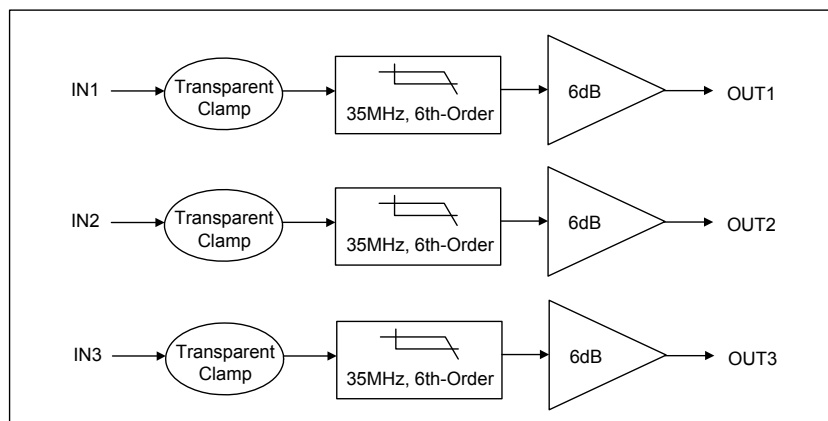 IN1
Transparent
Clamp
35MHz, 6th-Order
6dB
OUT1
IN2
Transparent
Clamp
35MHz, 6th-Order
6dB
OUT2
IN3
Transparent
Clamp
35MHz, 6th-Order
6dB
OUT3